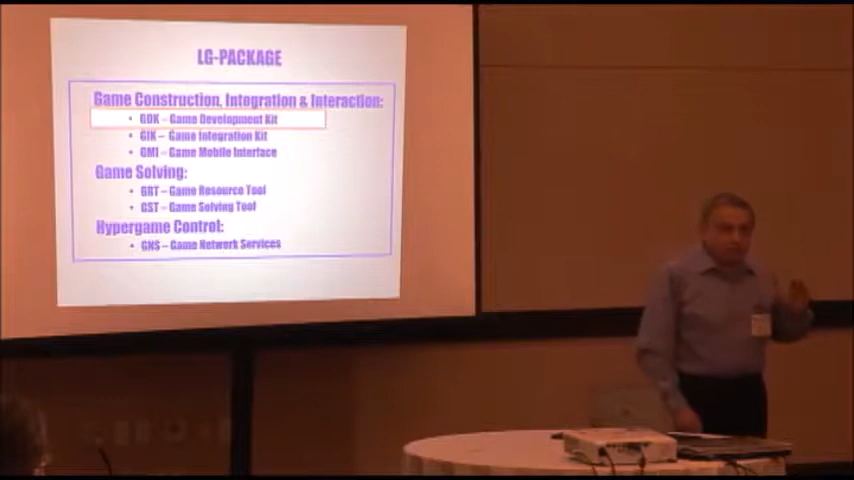 LG-PACKAGE
Game Construction, Integration & Interaction:
• GDK – Game Development Kit
• GIK – Game Integration Kit
• GMI – Game Mobile Interface
Game Solving:
• GRT – Game Resource Tool
• GST – Game Solving Tool
Hypergame Control:
• GNS – Game Network Services